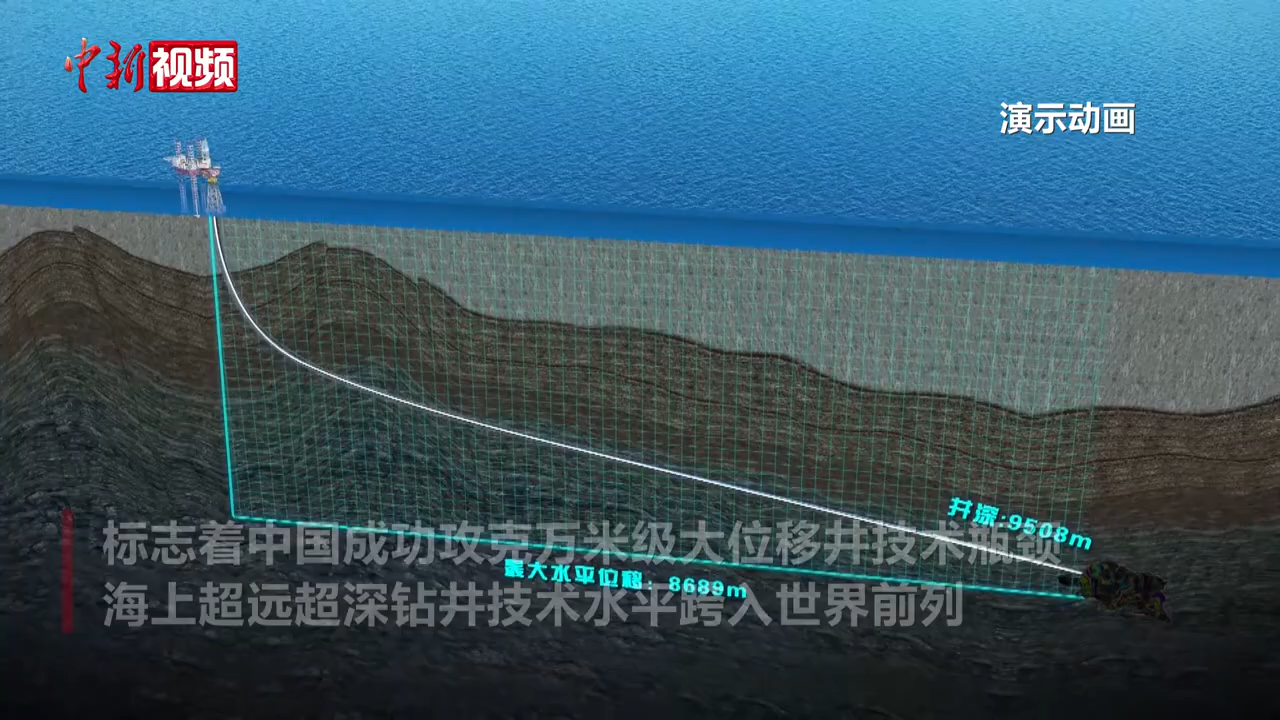 中新视频
演示动画
井深:9508m
标志着中国成功攻克万米级大位移井技术瓶颈
最大水平位移：8689m
海上超远超深钻井技术水平跨入世界前列